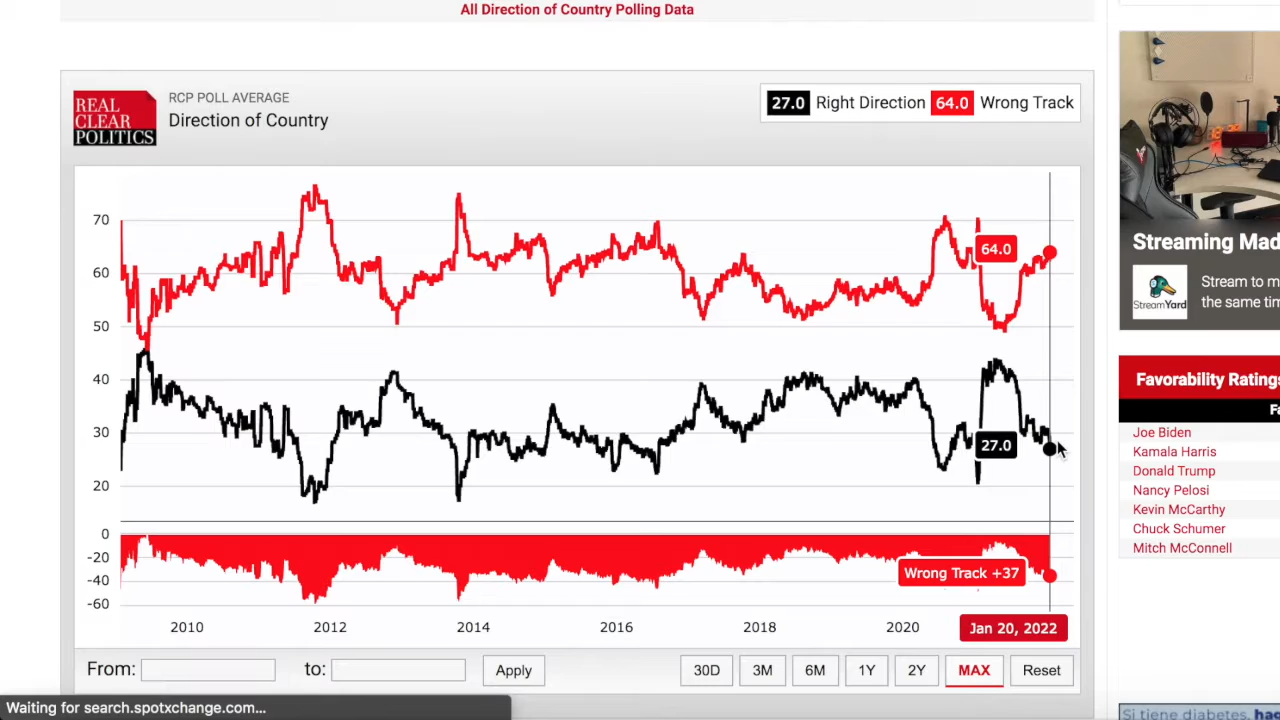 All Direction of Country Polling Data
REAL
CLEAR
POLITICS
RCP POLL AVERAGE
Direction of Country
27.0 Right Direction 64.0 Wrong Track
70
60
50
40
30
20
0
-20
-40
-60
64.0
27.0
Wrong Track +37
2010 2012 2014 2016 2018 2020 Jan 20, 2022
From: to: Apply 30D 3M 6M 1Y 2Y MAX Reset
Waiting for search.spotxchange.com...
Streaming Mad
StreamYard
Stream to m
the same tim
Favorability Ratings
Fa
Joe Biden
Kamala Harris
Donald Trump
Nancy Pelosi
Kevin McCarthy
Chuck Schumer
Mitch McConnell
Si tiene diabetes, hag